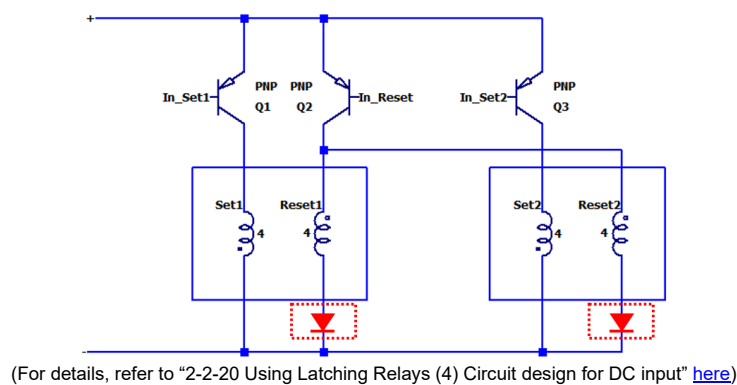 +
In_Set1
PNP
Q1
PNP
Q2
In_Reset
In_Set2
PNP
Q3
Set1
4
Reset1
4
Set2
4
Reset2
4
-
(For details, refer to “2-2-20 Using Latching Relays (4) Circuit design for DC input” here)